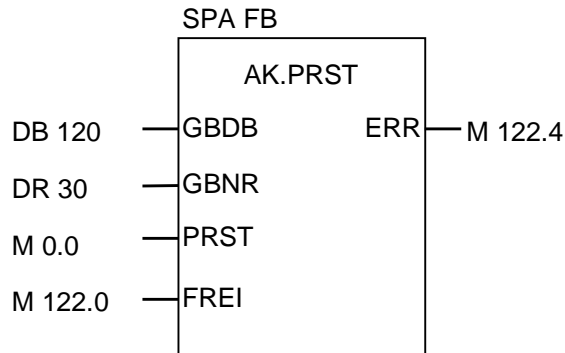 SPA FB
AK.PRST
DB 120 GBDB ERR M 122.4
DR 30 GBNR
M 0.0 PRST
M 122.0 FREI